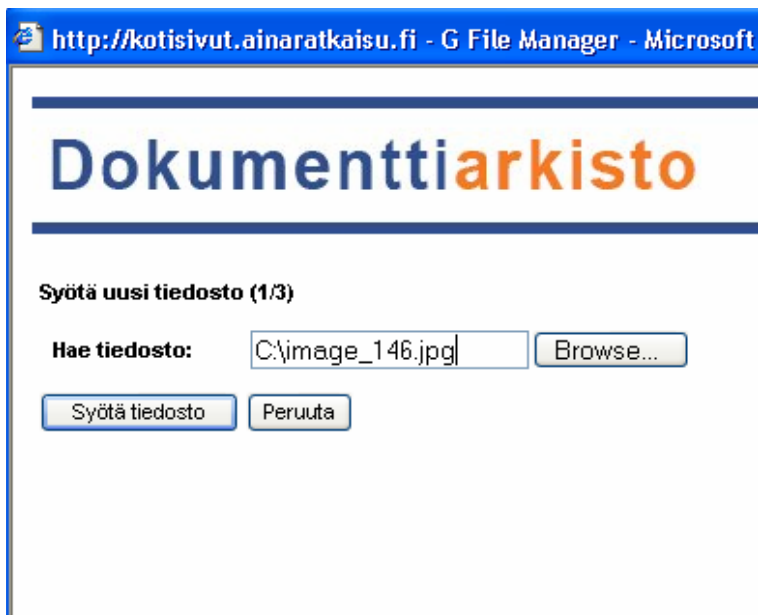 http://kotisivut.ainaratkaisu.fi - G File Manager - Microsoft
Dokumenttiarkisto
Syötä uusi tiedosto (1/3)
Hae tiedosto: C:\image_146.jpg Browse...
Syötä tiedosto Peruuta